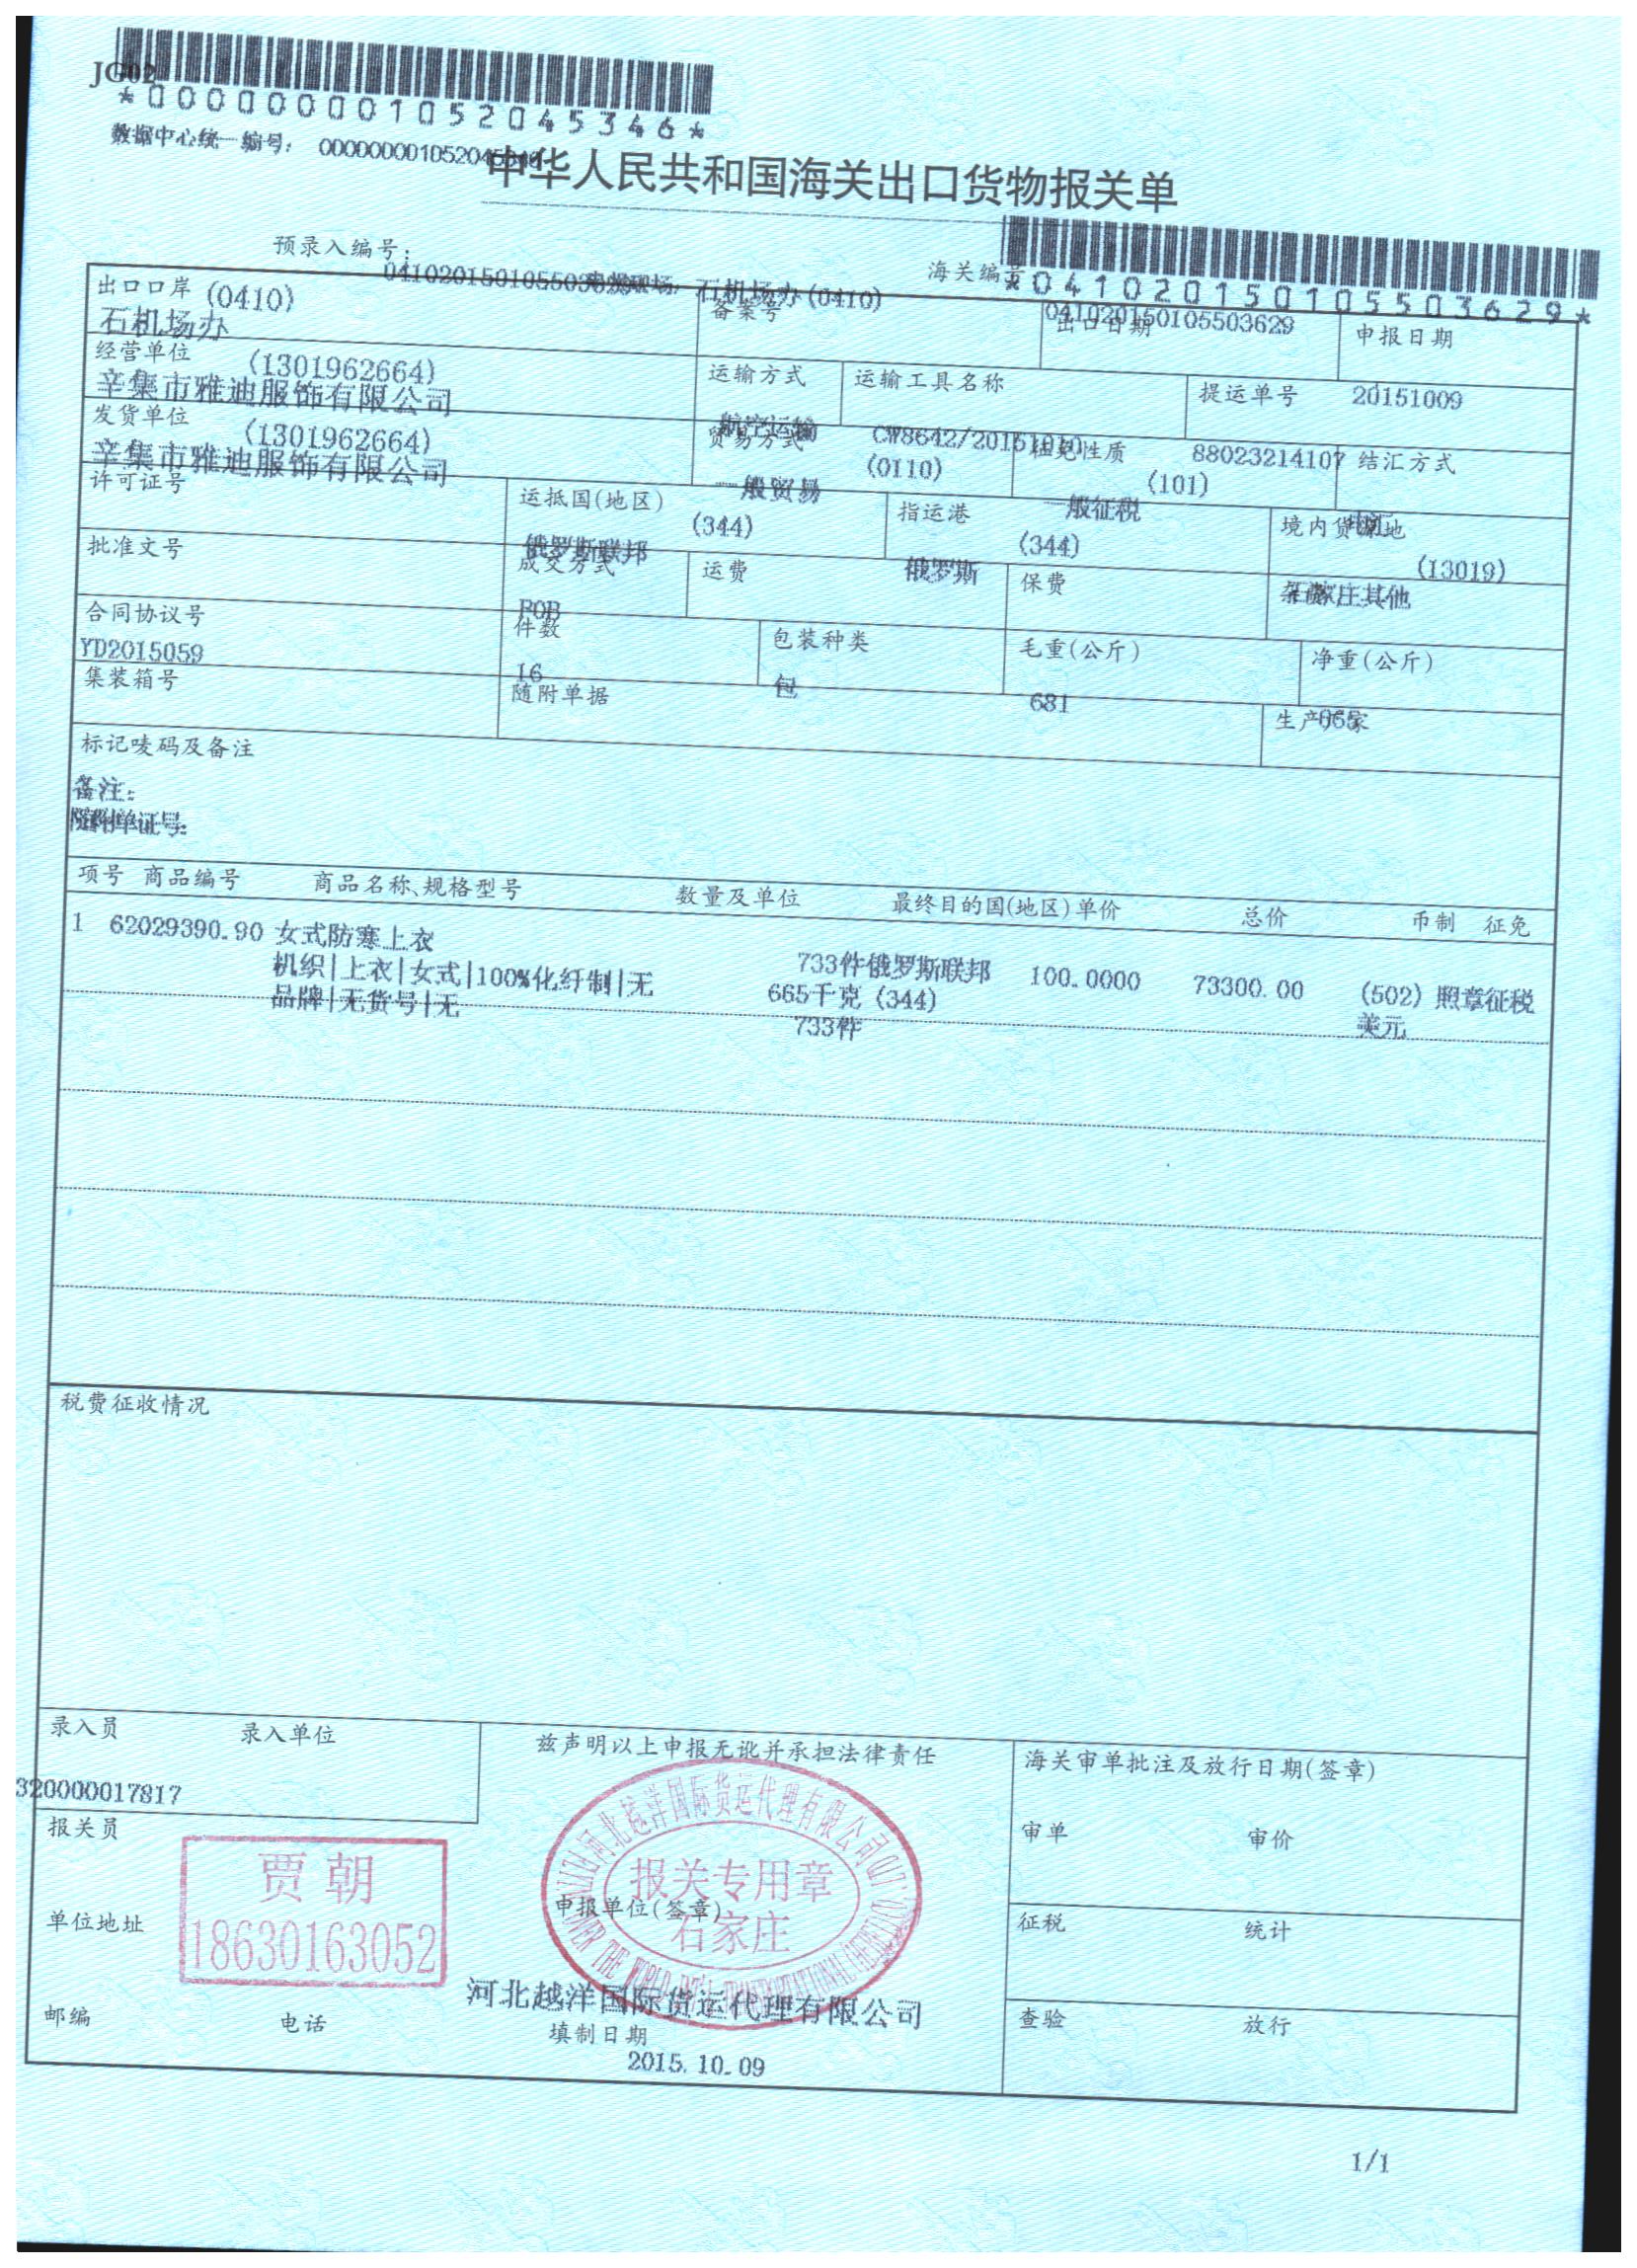 JG02
*000000001052045346*
数据中心统一编号: 000000001052045346
中华人民共和国海关出口货物报关单
预录入编号:
041020150105503629
申报现场: 石机场办(0410)
海关编号
*041020150105503629*
041020150105503629
出口口岸 (0410)
石机场办
备案号
出口日期
申报日期
20151009
经营单位 (1301962664)
辛集市雅迪服饰有限公司
运输方式
航空运输
运输工具名称
CW8642/20151010
提运单号
88023214107
发货单位 (1301962664)
辛集市雅迪服饰有限公司
贸易方式 (0110)
一般贸易
征免性质 (101)
一般征税
结汇方式
许可证号
运抵国(地区) (344)
俄罗斯联邦
指运港 (344)
俄罗斯
境内货源地 (13019)
石家庄其他
批准文号
成交方式
FOB
运费
保费
杂费
合同协议号
YD2015059
件数
16
包装种类
包
毛重(公斤)
681
净重(公斤)
665
集装箱号
随附单据
生产厂家
标记唛码及备注
备注:
随附单证号:
项号 商品编号 商品名称、规格型号 数量及单位 最终目的国(地区)单价 总价 币制 征免
1 62029390.90 女式防寒上衣
机织|上衣|女式|100%化纤制|无 733件俄罗斯联邦 100.0000 73300.00 (502) 照章征税
品牌|无货号|无 665千克 (344) 美元
733件
税费征收情况
录入员 录入单位
320000017817
兹声明以上申报无讹并承担法律责任
海关审单批注及放行日期(签章)
报关员
贾朝
18630163052
审单 审价
单位地址
河北越洋国际货运代理有限公司
报关专用章
石家庄
申报单位(签章)
征税 统计
河北越洋国际货运代理有限公司
邮编 电话
填制日期
2015.10.09
查验 放行
1/1